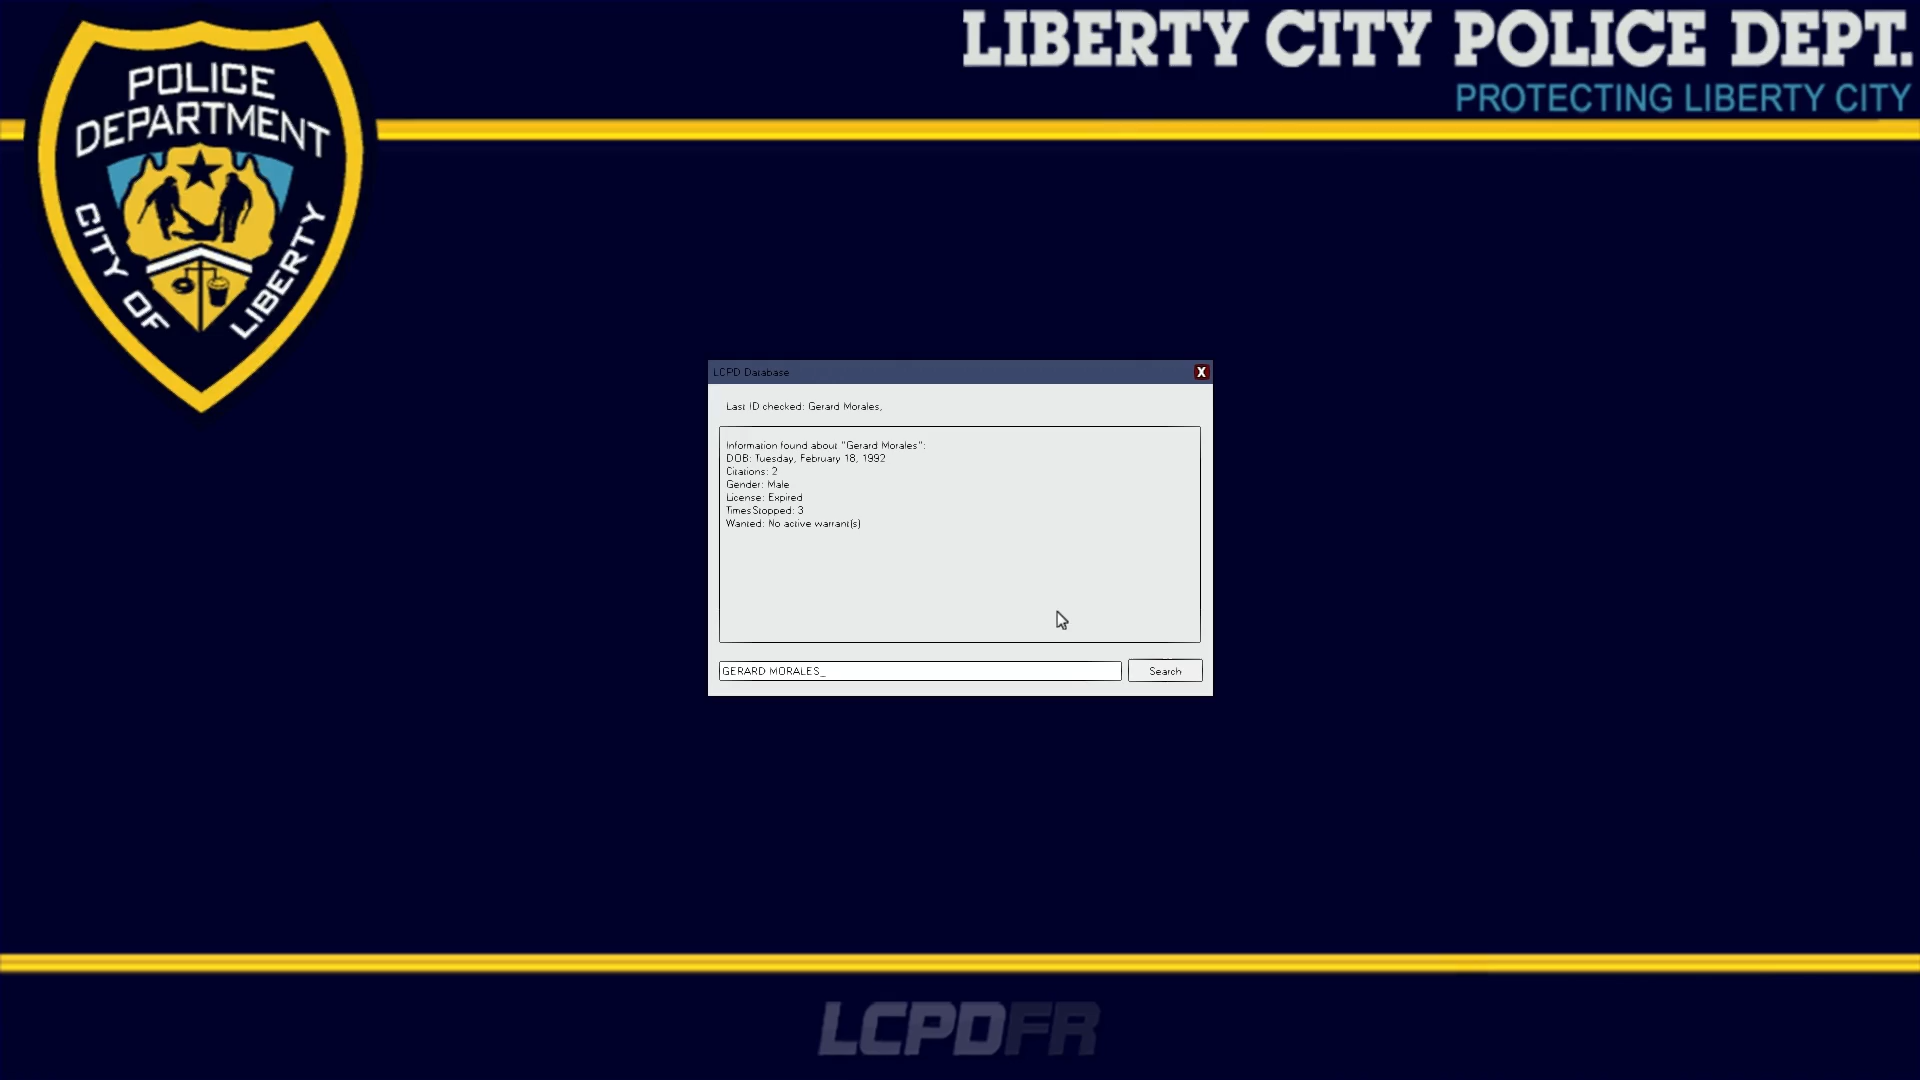 LIBERTY CITY POLICE DEPT.
PROTECTING LIBERTY CITY
POLICE
DEPARTMENT
CITY OF LIBERTY
LCPD Database
X
Last ID checked: Gerard Morales,
Information found about "Gerard Morales":
DOB: Tuesday, February 18, 1992
Citations: 2
Gender: Male
License: Expired
TimesStopped: 3
Wanted: No active warrant(s)
GERARD MORALES_
Search
LCPDFR